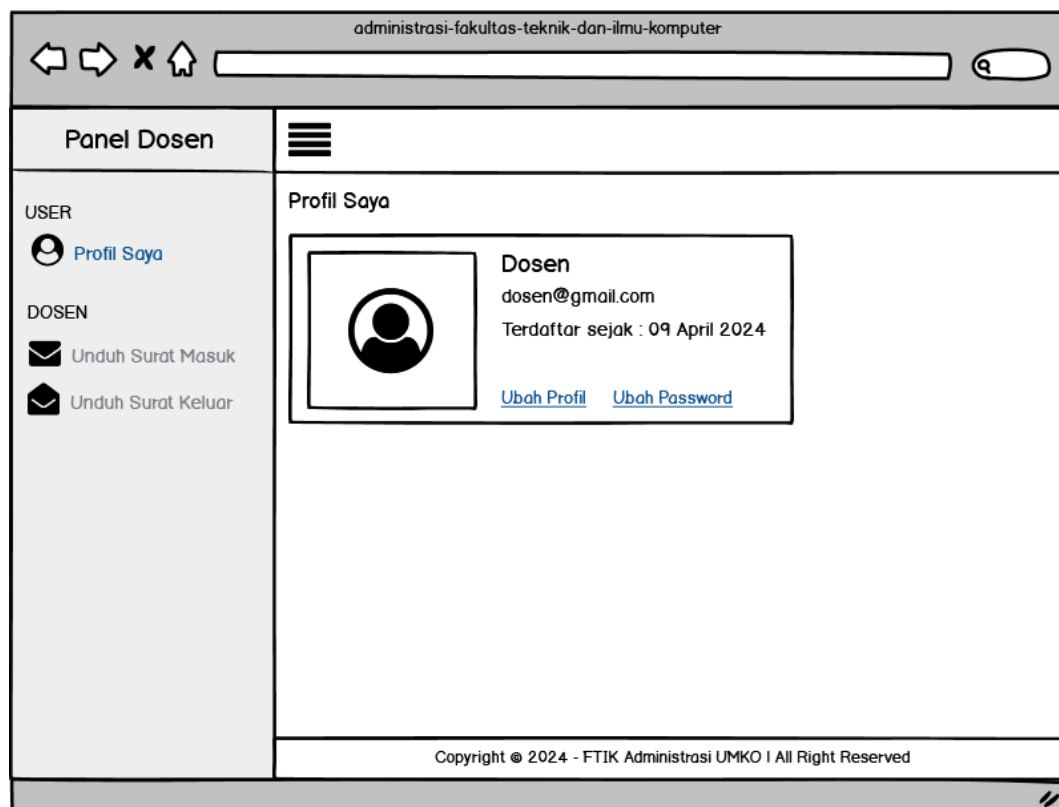 administrasi-fakultas-teknik-dan-ilmu-komputer
Panel Dosen
USER
Profil Saya
DOSEN
Unduh Surat Masuk
Unduh Surat Keluar
Profil Saya
Dosen
dosen@gmail.com
Terdaftar sejak : 09 April 2024
Ubah Profil Ubah Password
Copyright © 2024 - FTIK Administrasi UMKO | All Right Reserved